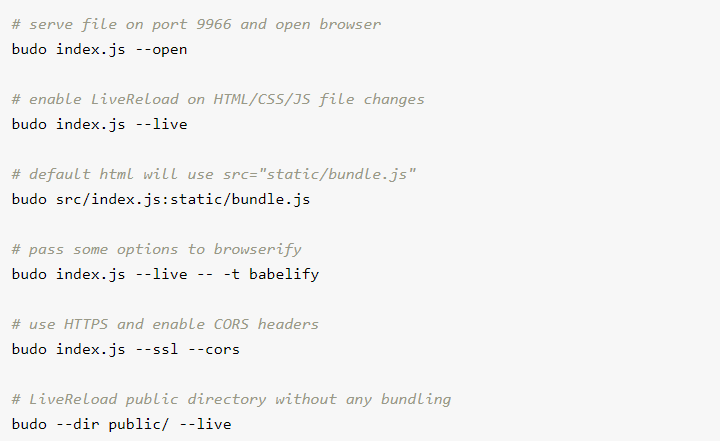 # serve file on port 9966 and open browser
budo index.js --open
# enable LiveReload on HTML/CSS/JS file changes
budo index.js --live
# default html will use src="static/bundle.js"
budo src/index.js:static/bundle.js
# pass some options to browserify
budo index.js --live -- -t babelify
# use HTTPS and enable CORS headers
budo index.js --ssl --cors
# LiveReload public directory without any bundling
budo --dir public/ --live